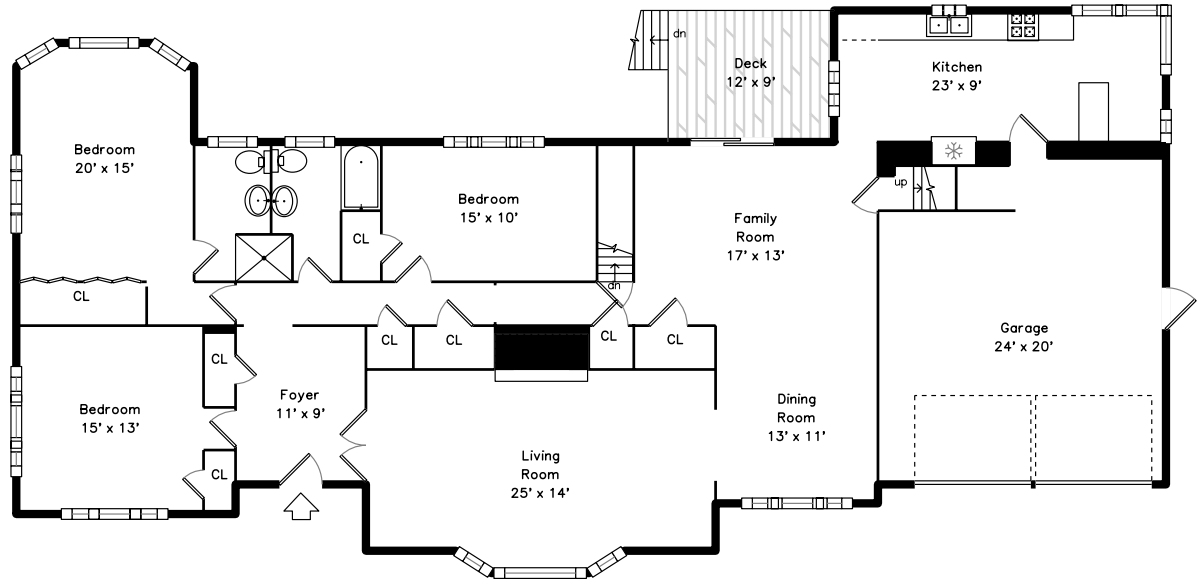 dn
Deck
12' x 9'
Kitchen
23' x 9'
Bedroom
20' x 15'
Bedroom
15' x 10'
up
CL
Family
Room
17' x 13'
dn
CL
CL
CL
CL
CL
Garage
24' x 20'
CL
Foyer
11' x 9'
Bedroom
15' x 13'
Dining
Room
13' x 11'
Living
Room
25' x 14'
CL